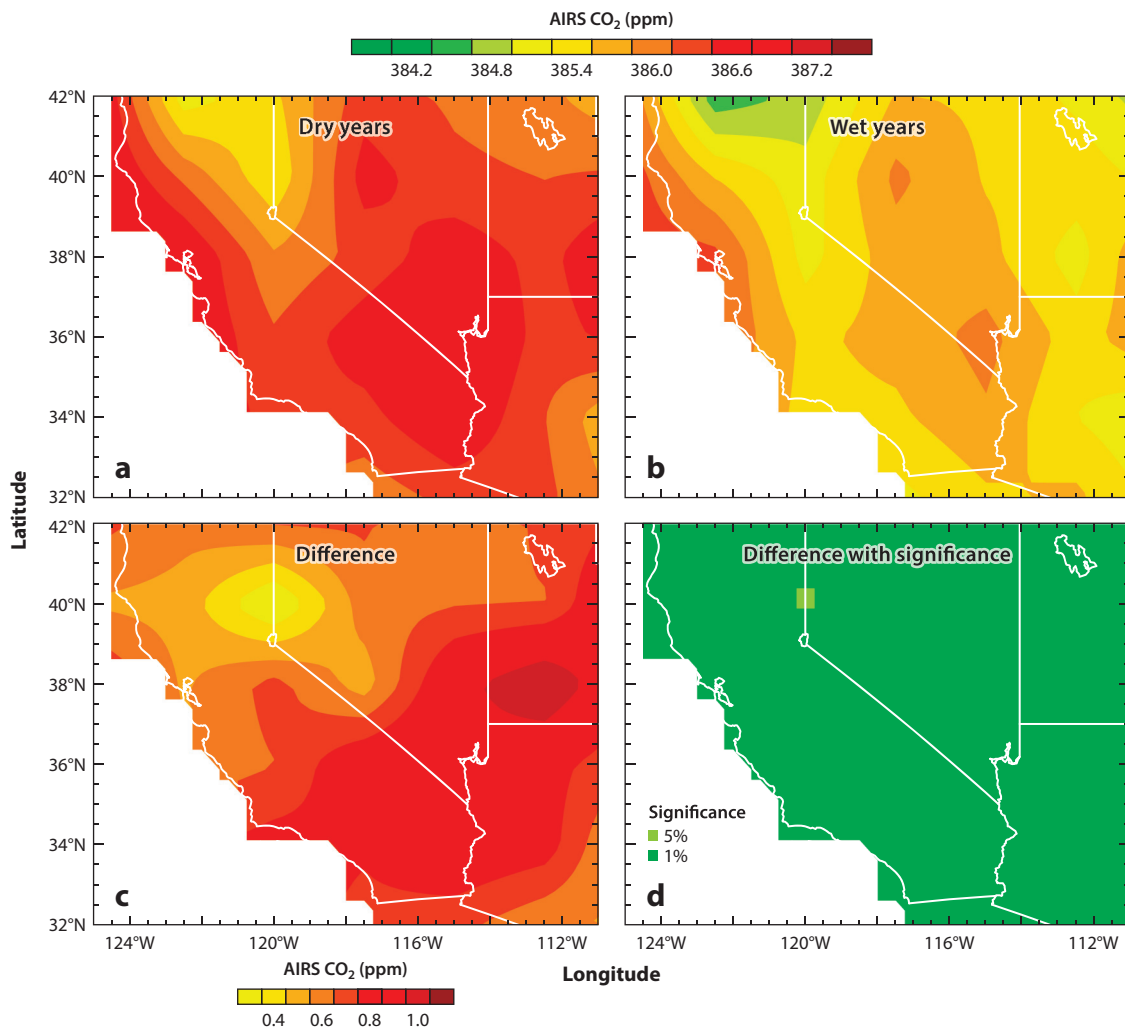 AIRS CO₂ (ppm)
384.2 384.8 385.4 386.0 386.6 387.2
42°N
40°N
38°N
36°N
34°N
32°N
Dry years
a
Wet years
b
Latitude
42°N
40°N
38°N
36°N
34°N
32°N
Difference
c
Difference with significance
Significance
5%
1%
d
124°W 120°W 116°W 112°W
124°W 120°W 116°W 112°W
Longitude
AIRS CO₂ (ppm)
0.4 0.6 0.8 1.0